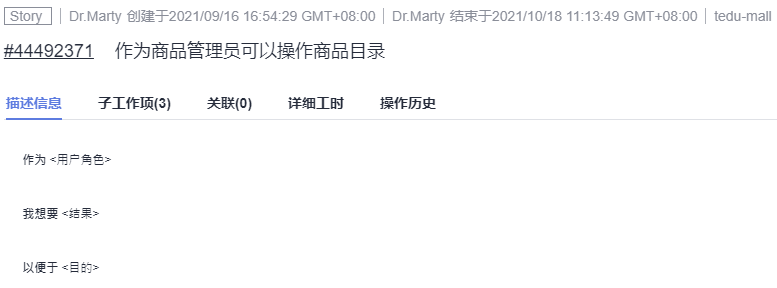 Story Dr.Marty 创建于2021/09/16 16:54:29 GMT+08:00 Dr.Marty 结束于2021/10/18 11:13:49 GMT+08:00 tedu-mall
#44492371 作为商品管理员可以操作商品目录
描述信息 子工作项(3) 关联(0) 详细工时 操作历史
作为 <用户角色>
我想要 <结果>
以便于 <目的>